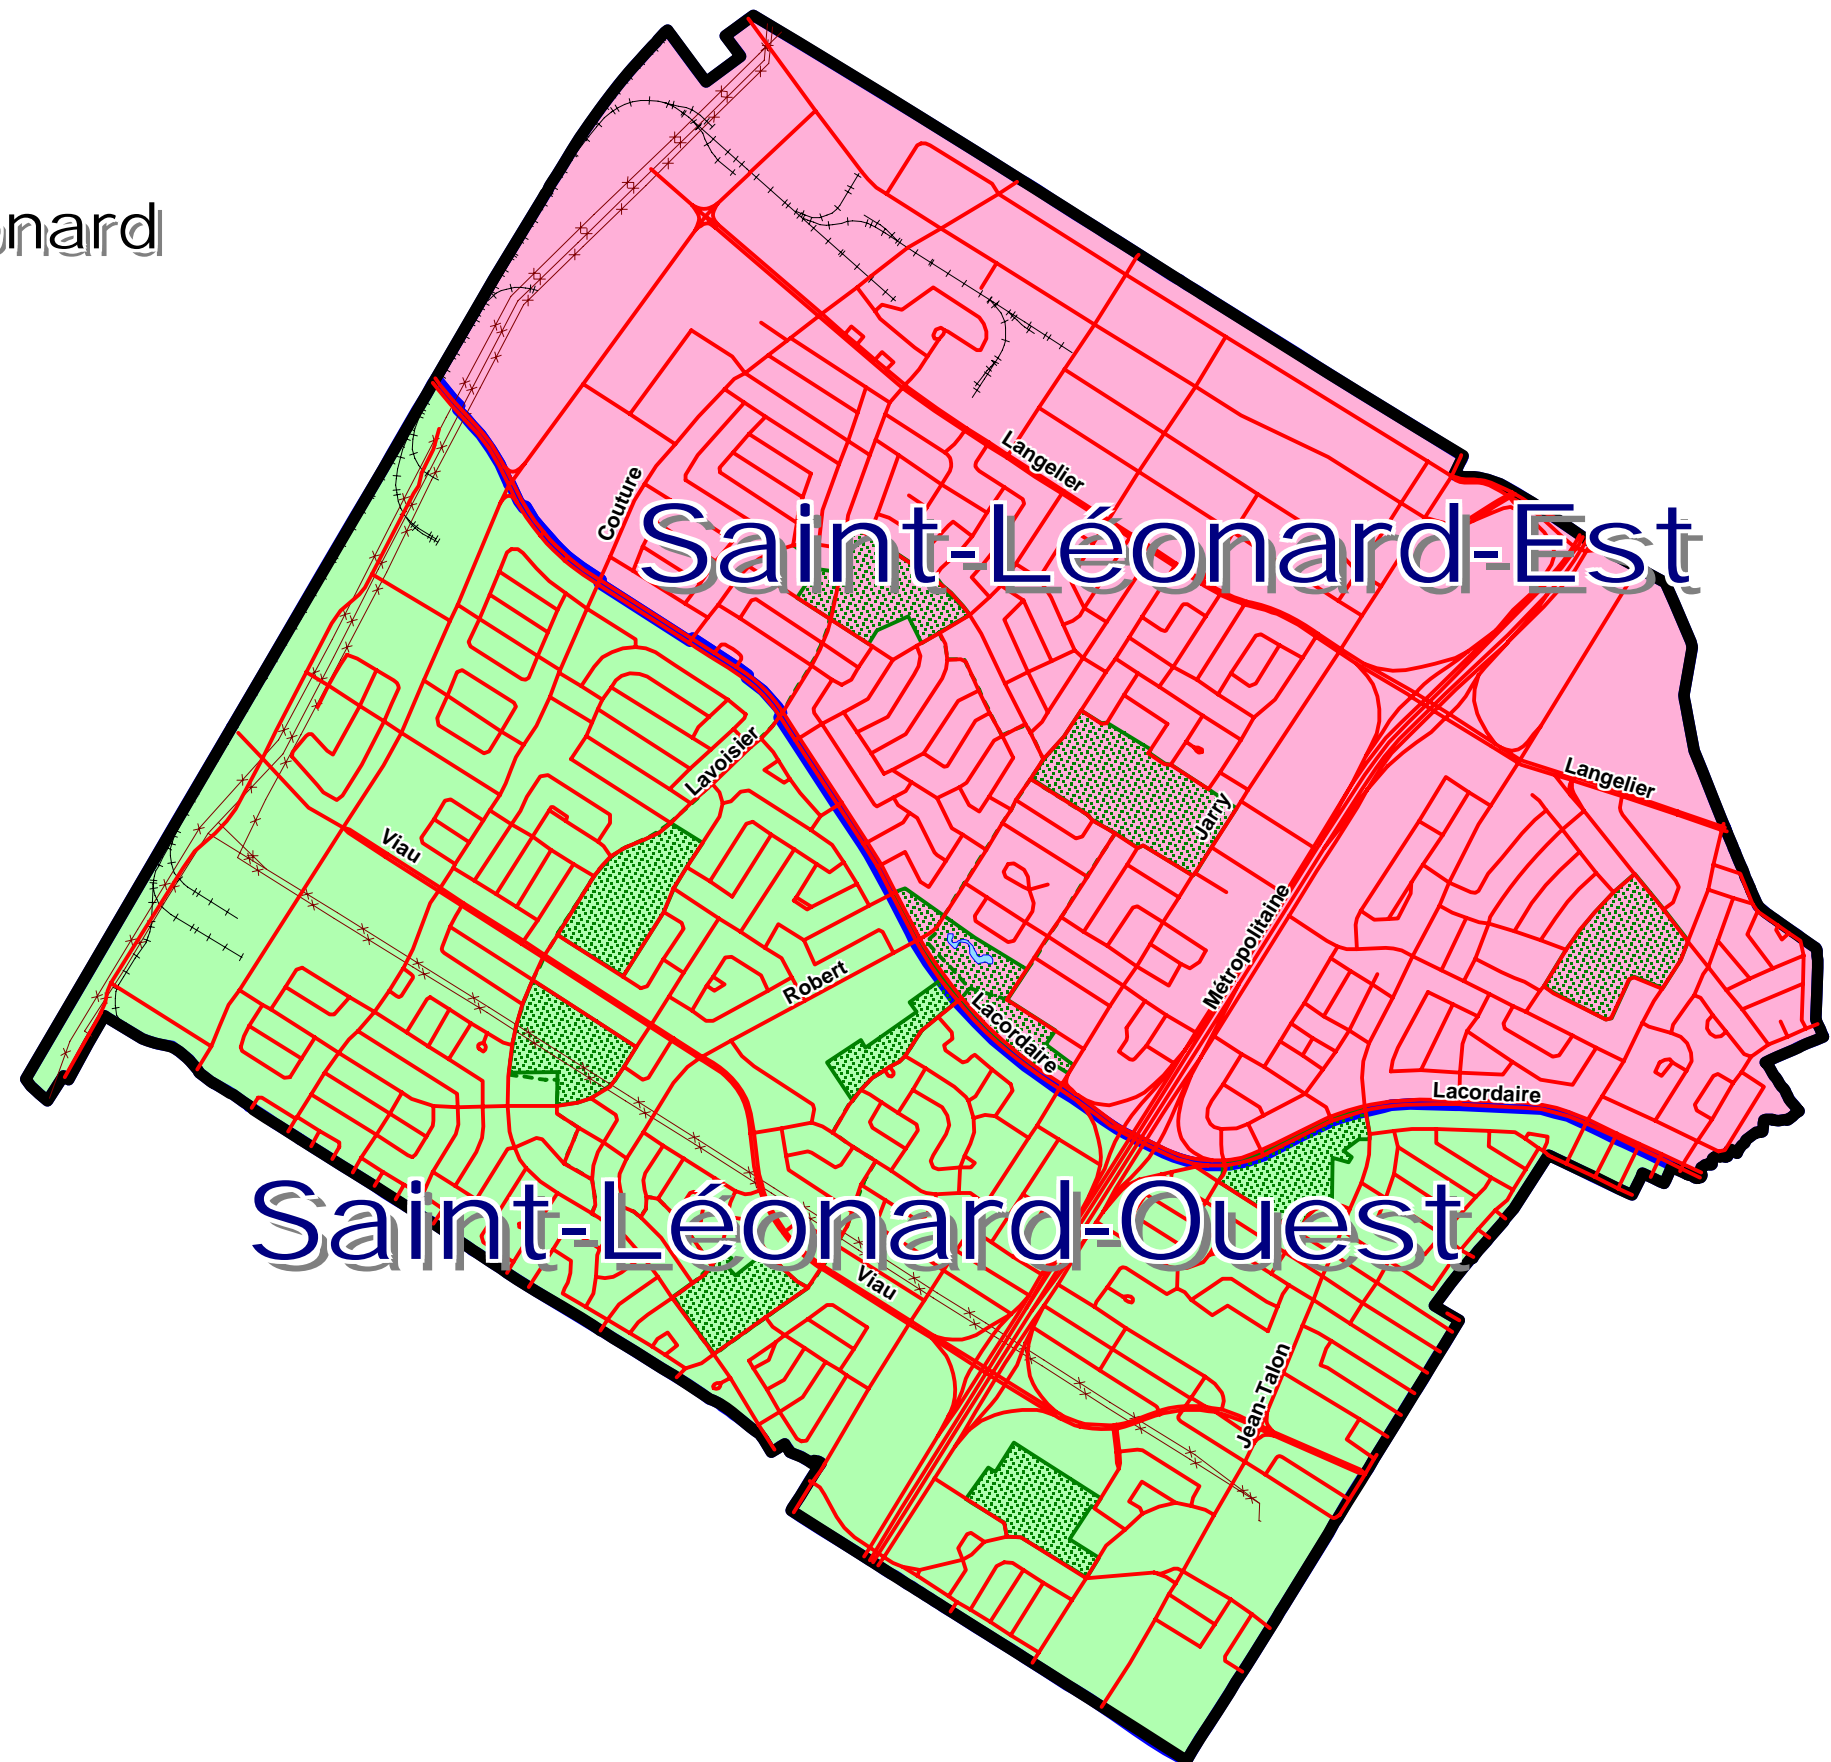 onard
Langelier
Couture
Saint-Léonard-Est
Lavoisier
Langelier
Jarry
Viau
Métropolitaine
Robert
Lacordaire
Lacordaire
Saint-Léonard-Ouest
Viau
Jean-Talon